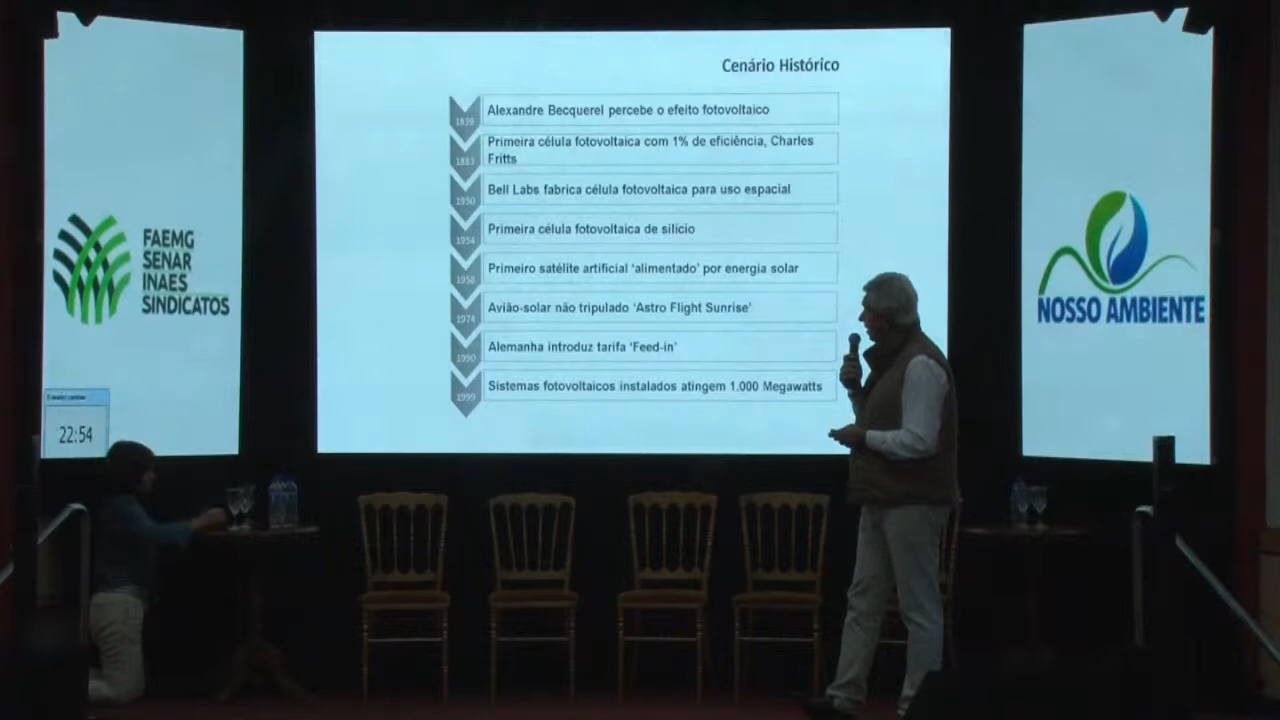 Cenário Histórico
1839
Alexandre Becquerel percebe o efeito fotovoltaico
1883
Primeira célula fotovoltaica com 1% de eficiência, Charles
Fritts
1950
Bell Labs fabrica célula fotovoltaica para uso espacial
1954
Primeira célula fotovoltaica de silício
1958
Primeiro satélite artificial ‘alimentado’ por energia solar
1974
Avião-solar não tripulado ‘Astro Flight Sunrise’
1990
Alemanha introduz tarifa ‘Feed-in’
1999
Sistemas fotovoltaicos instalados atingem 1.000 Megawatts
FAEMG
SENAR
INAES
SINDICATOS
22:54
NOSSO AMBIENTE